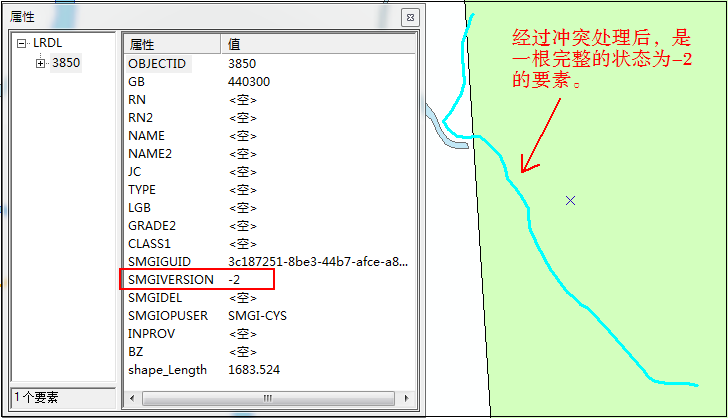 属性
LRDL
3850
属性 值
OBJECTID 3850
GB 440300
RN <空>
RN2 <空>
NAME <空>
NAME2 <空>
JC <空>
TYPE <空>
LGB <空>
GRADE2 <空>
CLASS1 <空>
SMGIGUID 3c187251-8be3-44b7-afce-a8...
SMGIVERSION -2
SMGIDEL <空>
SMGIOPUSER SMGI-CYS
INPROV <空>
BZ <空>
shape_Length 1683.524
1个要素
经过冲突处理后，是
一根完整的状态为-2
的要素。